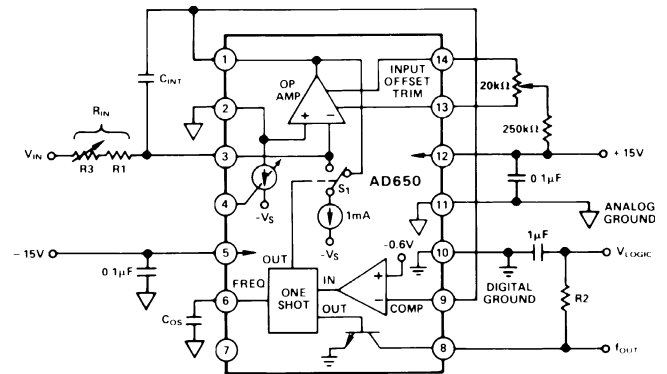 1
14
OP
AMP
INPUT
OFFSET
TRIM
20kΩ
CINT
2
13
+
−
250kΩ
RIN
VIN
R3
R1
3
12
+ 15V
S1
AD650
0.1µF
4
−VS
1mA
11
ANALOG
GROUND
−VS
−0.6V
1µF
− 15V
5
10
VLOGIC
0.1µF
OUT
+
DIGITAL
GROUND
FREQ
IN
−
6
ONE
SHOT
COMP
9
R2
COS
OUT
7
8
fOUT